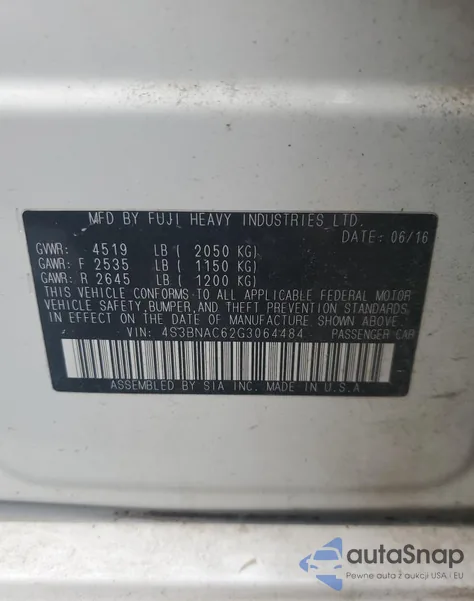 MFD BY FUJI HEAVY INDUSTRIES LTD.
DATE: 06/16
GVWR: 4519 LB ( 2050 KG)
GAWR: F 2535 LB ( 1150 KG)
GAWR: R 2645 LB ( 1200 KG)
THIS VEHICLE CONFORMS TO ALL APPLICABLE FEDERAL MOTOR
VEHICLE SAFETY, BUMPER, AND THEFT PREVENTION STANDARDS
IN EFFECT ON THE DATE OF MANUFACTURE SHOWN ABOVE.
VIN: 4S3BNAC62G3064484 PASSENGER CAR
ASSEMBLED BY SIA INC. MADE IN U.S.A.
autoSnap
Pewne auta z aukcji USA i EU